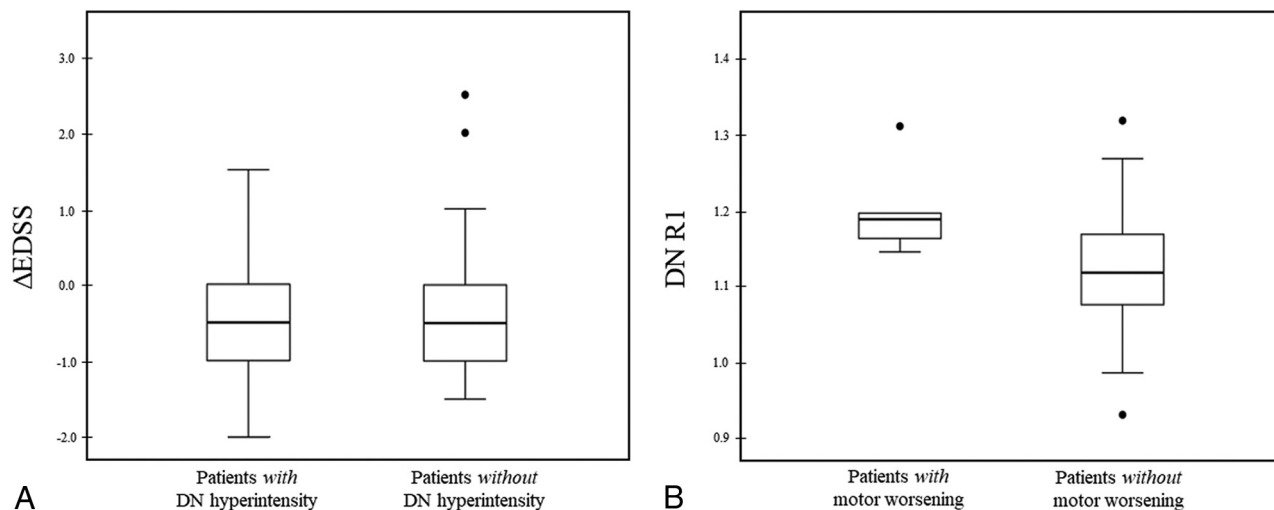 3.0
2.0
1.0
0.0
-1.0
-2.0
ΔEDSS
Patients with
DN hyperintensity
Patients without
DN hyperintensity
A
1.4
1.3
1.2
1.1
1.0
0.9
DN R1
Patients with
motor worsening
Patients without
motor worsening
B